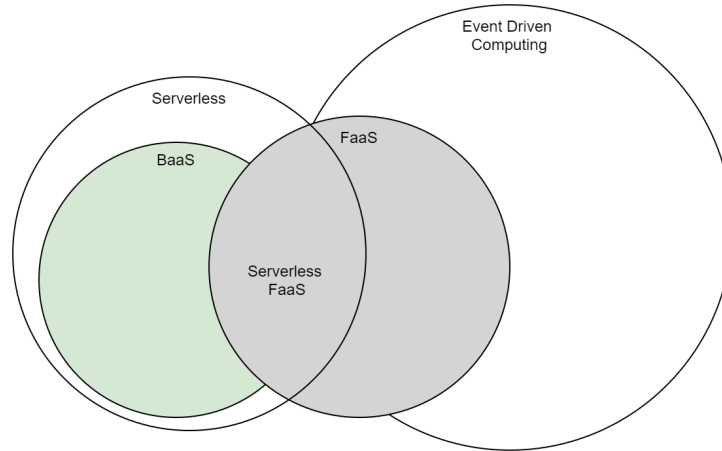 Event Driven
Computing
Serverless
FaaS
BaaS
Serverless
FaaS